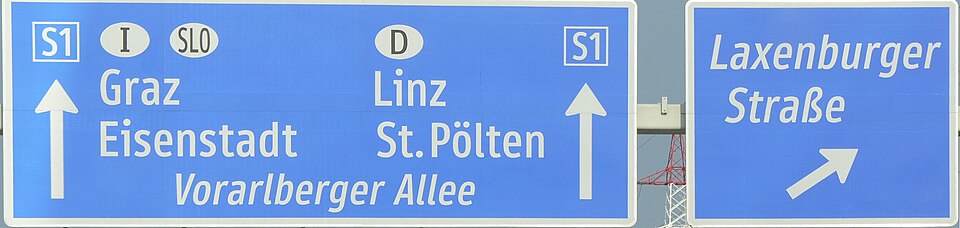 S1 I SLO D S1
Graz Linz
Eisenstadt St. Pölten
Vorarlberger Allee
Laxenburger
Straße